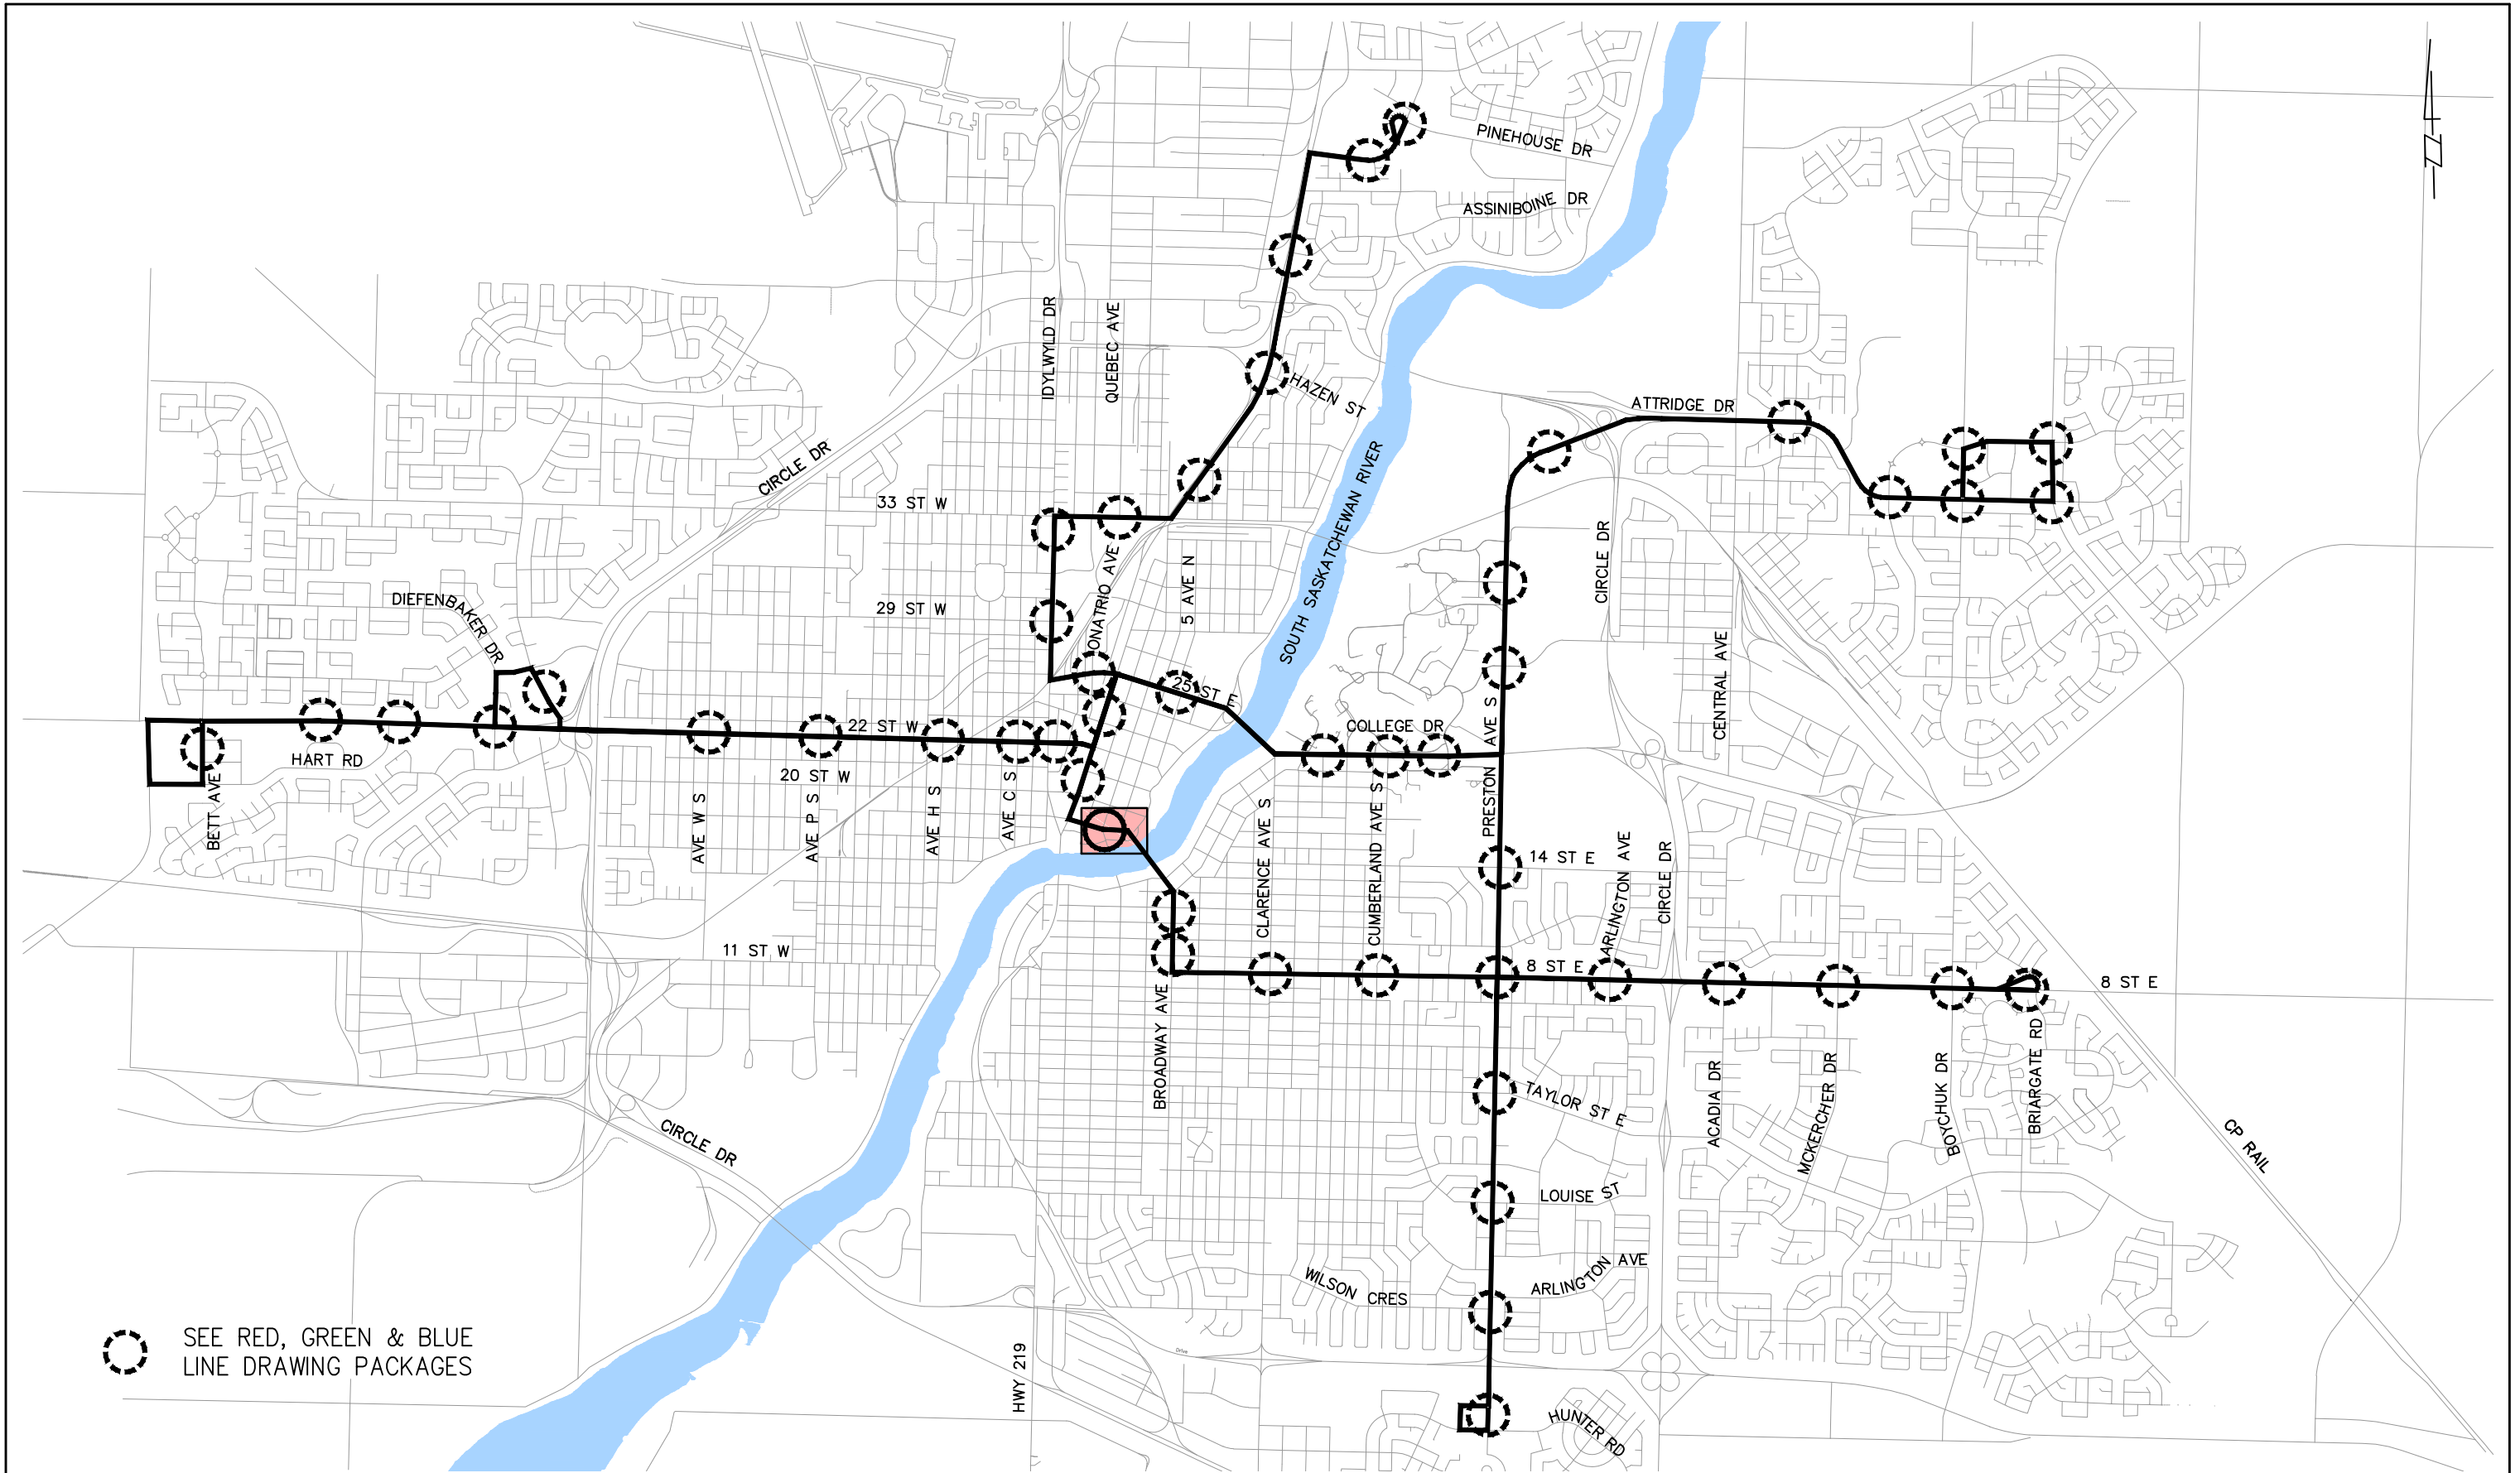 PINEHOUSE DR
ASSINIBOINE DR
IDYLWYLD DR
QUEBEC AVE
HAZEN ST
ATTRIDGE DR
CIRCLE DR
33 ST W
SOUTH SASKATCHEWAN RIVER
CIRCLE DR
ONATRIO AVE
5 AVE N
29 ST W
DIEFENBAKER DR
CENTRAL AVE
25 ST E
22 ST W
COLLEGE DR
PRESTON AVE S
HART RD
20 ST W
BETT AVE
AVE W S
AVE P S
AVE H S
AVE C S
CLARENCE AVE S
CUMBERLAND AVE S
14 ST E
ARLINGTON AVE
CIRCLE DR
11 ST W
8 ST E
8 ST E
BROADWAY AVE
TAYLOR ST E
ACADIA DR
MCKERCHER DR
BOYCHUK DR
BRIARGATE RD
CIRCLE DR
CP RAIL
LOUISE ST
WILSON CRES
ARLINGTON AVE
HWY 219
Drive
HUNTER RD
SEE RED, GREEN & BLUE
LINE DRAWING PACKAGES
N